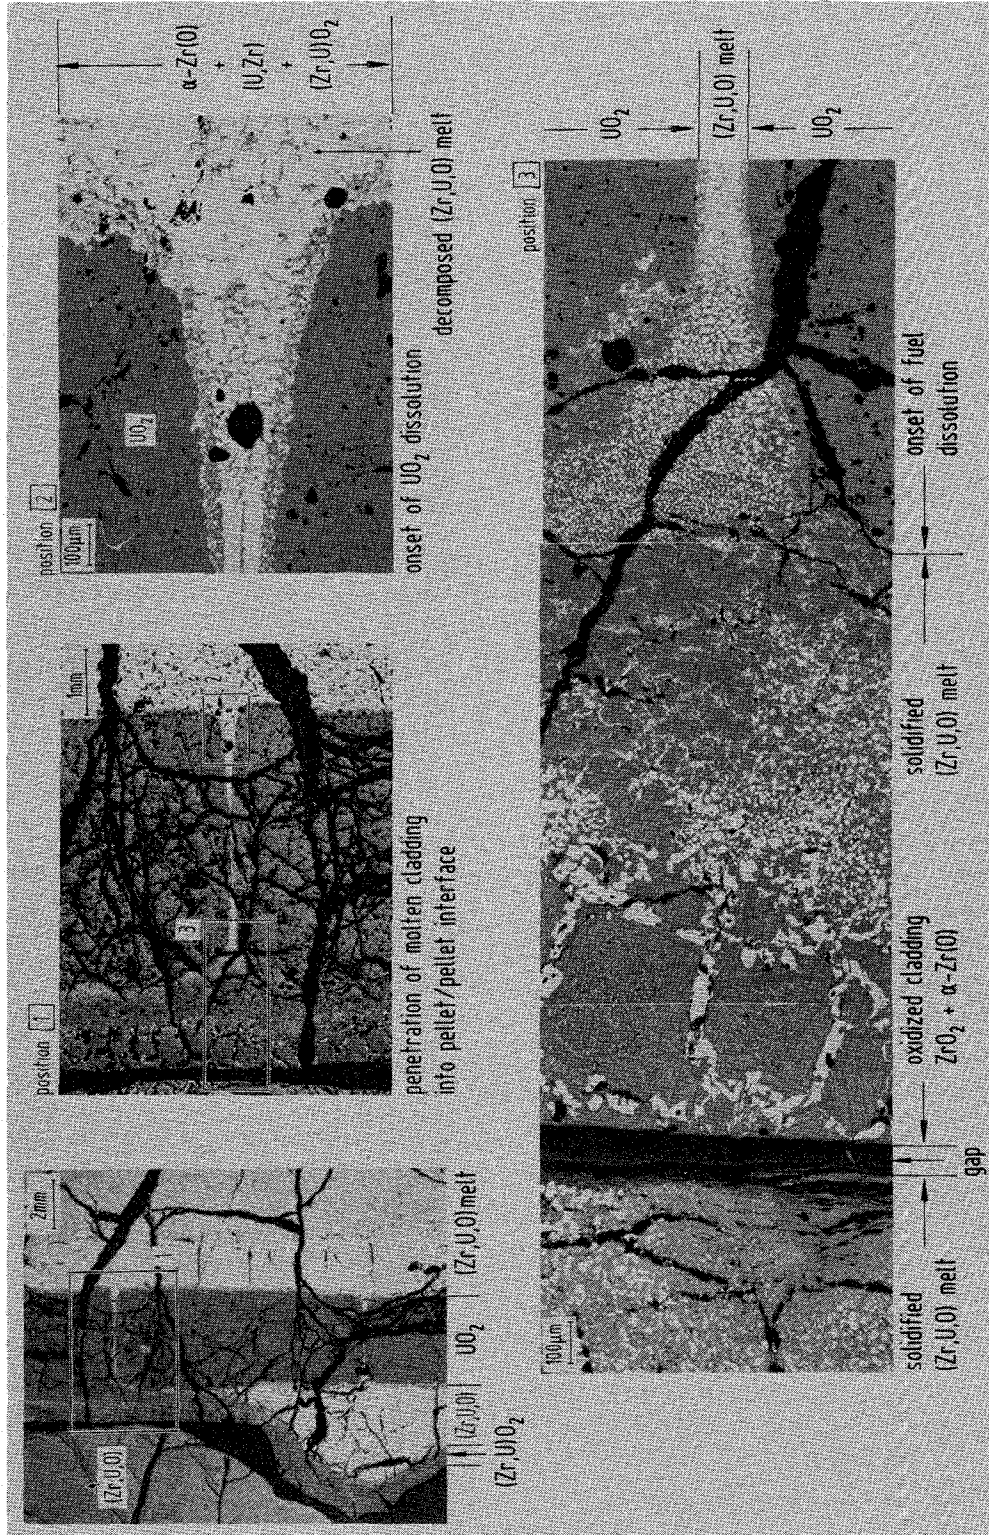 2mm
(Zr,U,O)
(Zr,U,O)
(Zr,U)O₂
UO₂
(Zr,U,O)melt
position 1
1mm
3
2
penetration of molten cladding
into pellet/pellet interface
position 2
100µm
UO₂
onset of UO₂ dissolution
decomposed (Zr,U,O) melt
α-Zr(O)
+
(U,Zr)
+
(Zr,U)O₂
position 3
100µm
UO₂
(Zr,U,O) melt
UO₂
solidified
(Zr,U,O) melt
gap
oxidized cladding
ZrO₂ + α-Zr(O)
solidified
(Zr,U,O) melt
onset of fuel
dissolution